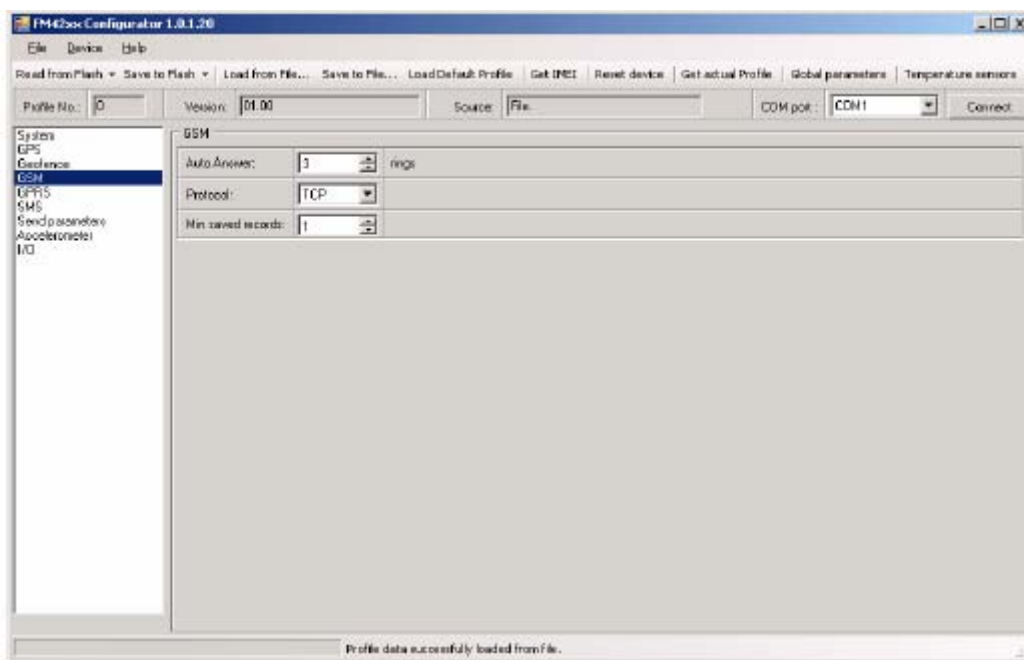 FM42xx Configurator 1.0.1.20
File Device Help
Read from Flash Save to Flash Load from File... Save to File... Load Default Profile Get IMEI Reset device Get actual Profile Global parameters Temperature sensors
Profile No.: 0 Version: 01.00 Source: File. COM port: COM1 Connect
System
GPS
Geofence
GSM
GPRS
SMS
Send parameters
Accelerometer
I/O
GSM
Auto Answer: 3 rings
Protocol: TCP
Min saved records: 1
Profile data successfully loaded from file.